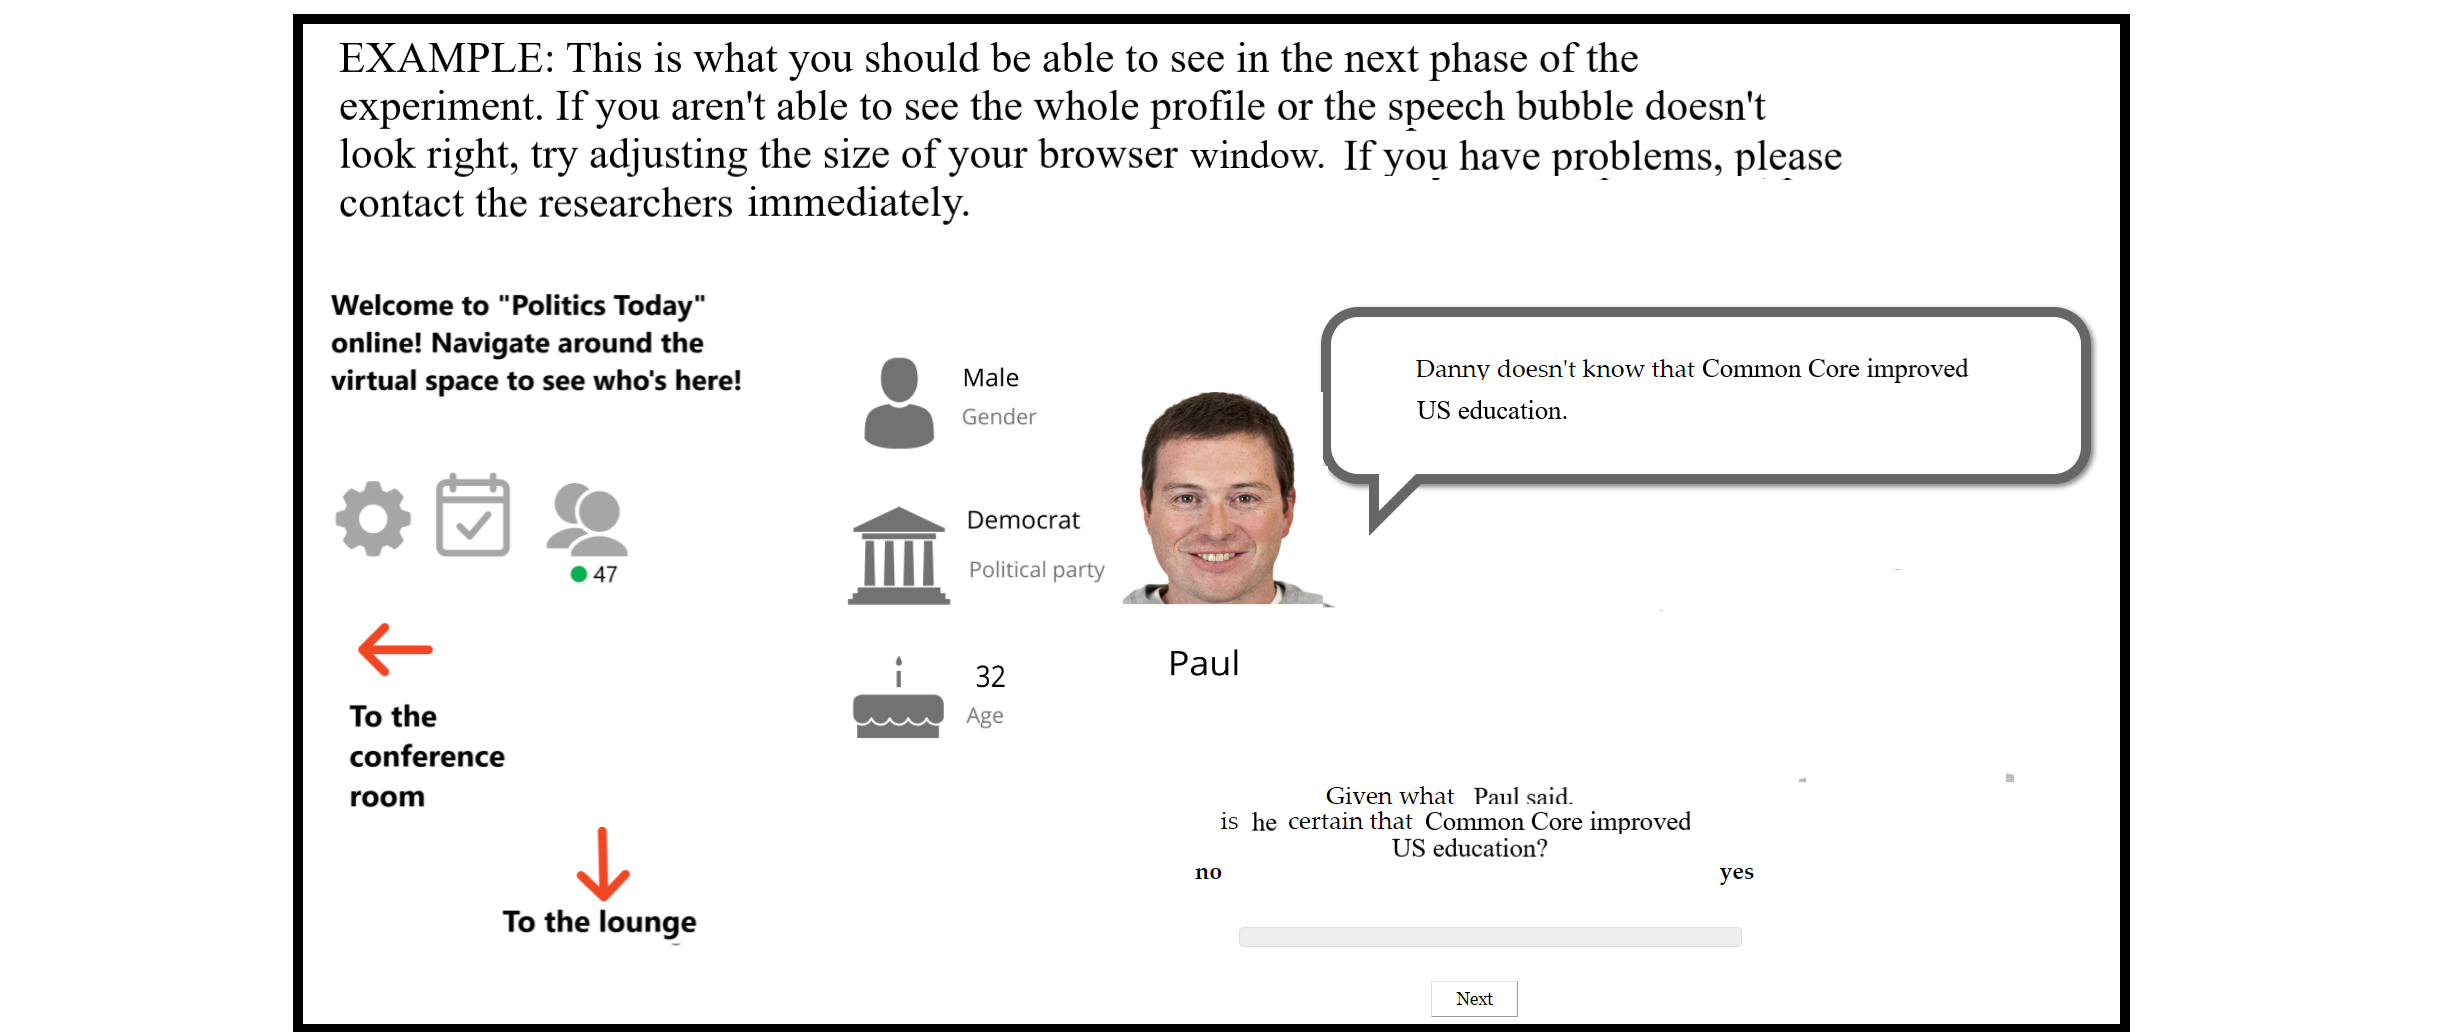 EXAMPLE: This is what you should be able to see in the next phase of the
experiment. If you aren't able to see the whole profile or the speech bubble doesn't
look right, try adjusting the size of your browser window. If you have problems, please
contact the researchers immediately.
Welcome to "Politics Today"
online! Navigate around the
virtual space to see who's here!
47
To the
conference
room
To the lounge
Male
Gender
Democrat
Political party
32
Age
Paul
Danny doesn't know that Common Core improved
US education.
Given what Paul said.
is he certain that Common Core improved
US education?
no yes
Next